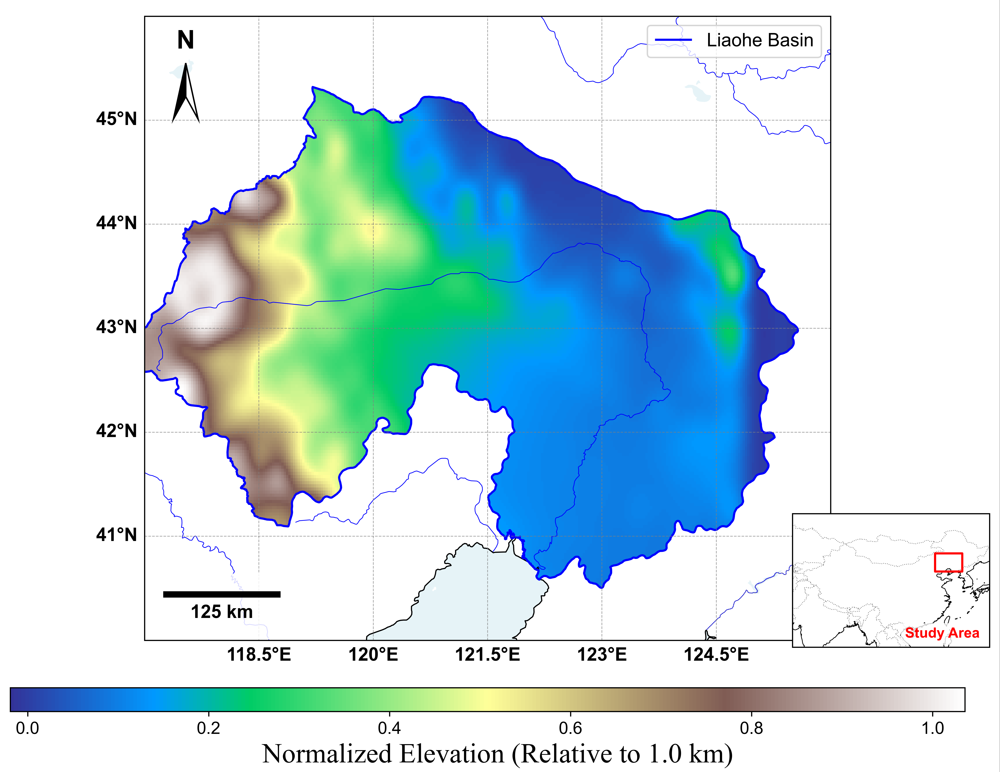 N
Liaohe Basin
45°N
44°N
43°N
42°N
41°N
125 km
Study Area
118.5°E 120°E 121.5°E 123°E 124.5°E
0.0 0.2 0.4 0.6 0.8 1.0
Normalized Elevation (Relative to 1.0 km)